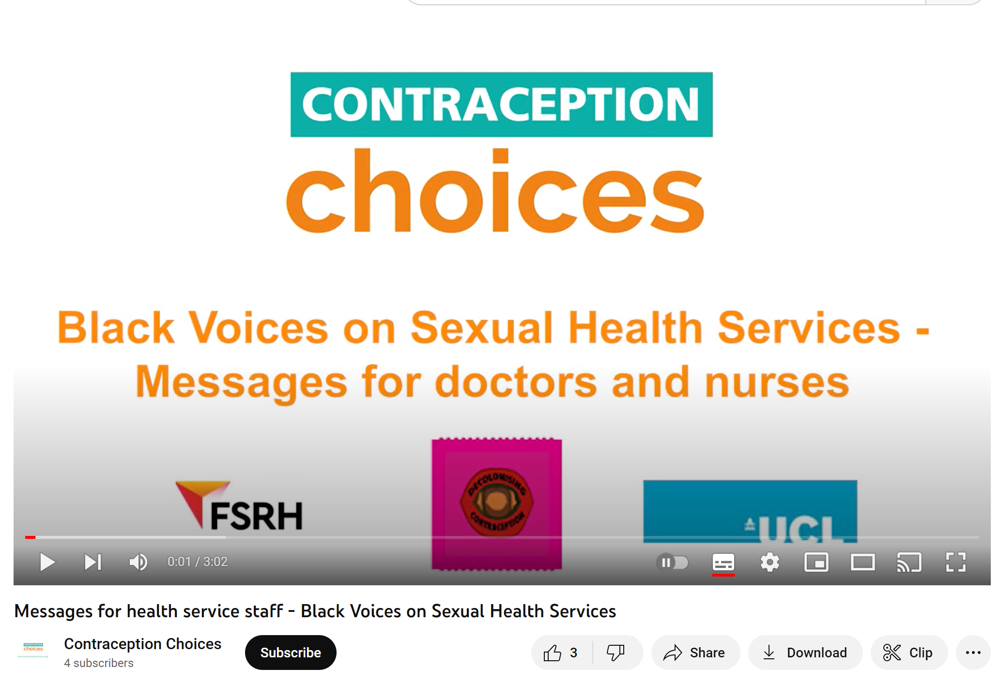 CONTRACEPTION
choices
Black Voices on Sexual Health Services -
Messages for doctors and nurses
FSRH
DECOLONISING
CONTRACEPTION
UCL
0:01 / 3:02
Messages for health service staff - Black Voices on Sexual Health Services
CONTRACEPTION
choices
Contraception Choices
4 subscribers
Subscribe
3
Share
Download
Clip